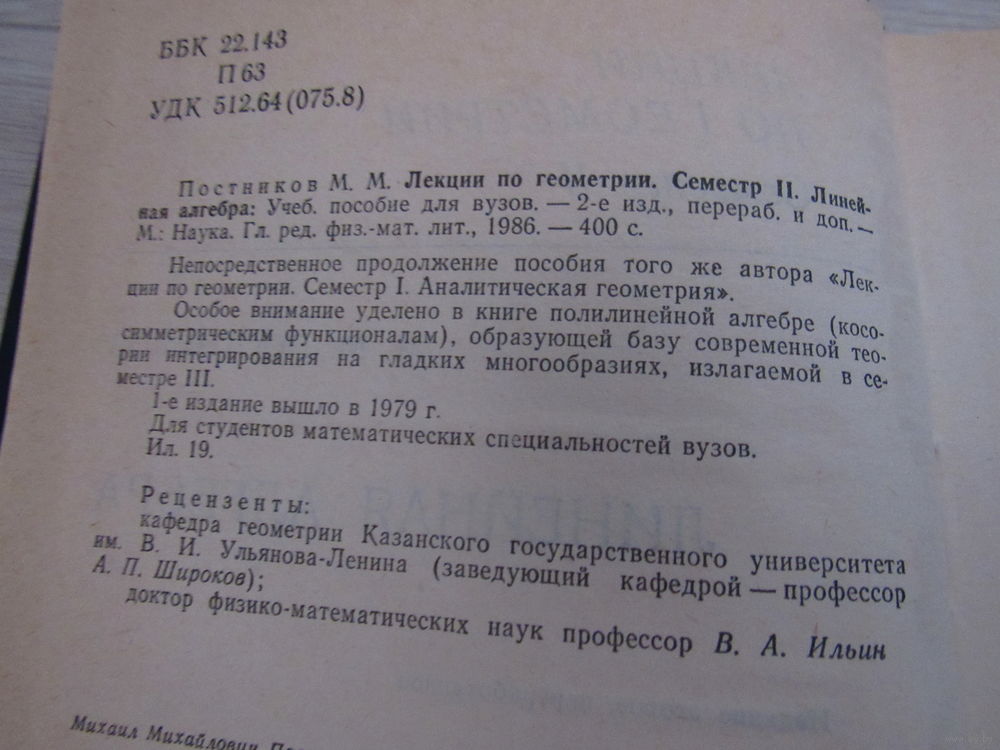 ББК 22.143
П 63
УДК 512.64(075.8)
Постников М. М. Лекции по геометрии. Семестр II. Линей-
ная алгебра: Учеб. пособие для вузов. — 2-е изд., перераб. и доп. —
М.: Наука. Гл. ред. физ.-мат. лит., 1986. — 400 с.
Непосредственное продолжение пособия того же автора «Лек-
ции по геометрии. Семестр I. Аналитическая геометрия».
Особое внимание уделено в книге полилинейной алгебре (косо-
симметрическим функционалам), образующей базу современной тео-
рии интегрирования на гладких многообразиях, излагаемой в се-
местре III.
1-е издание вышло в 1979 г.
Для студентов математических специальностей вузов.
Ил. 19.
Рецензенты:
кафедра геометрии Казанского государственного университета
им. В. И. Ульянова-Ленина (заведующий кафедрой — профессор
А. П. Широков);
доктор физико-математических наук профессор В. А. Ильин
Михаил Михайлович